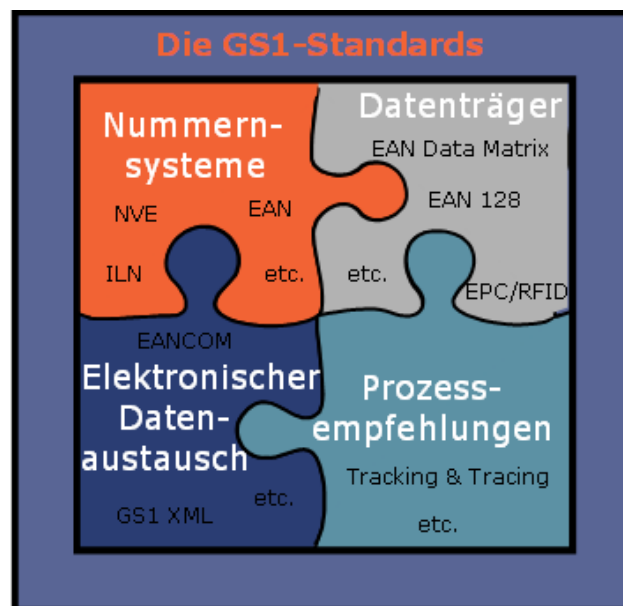 Die GS1-Standards
Nummern-
systeme
NVE
EAN
ILN
etc.
Datenträger
EAN Data Matrix
EAN 128
etc.
EPC/RFID
EANCOM
Elektronischer
Daten-
austausch
etc.
GS1 XML
Prozess-
empfehlungen
Tracking & Tracing
etc.